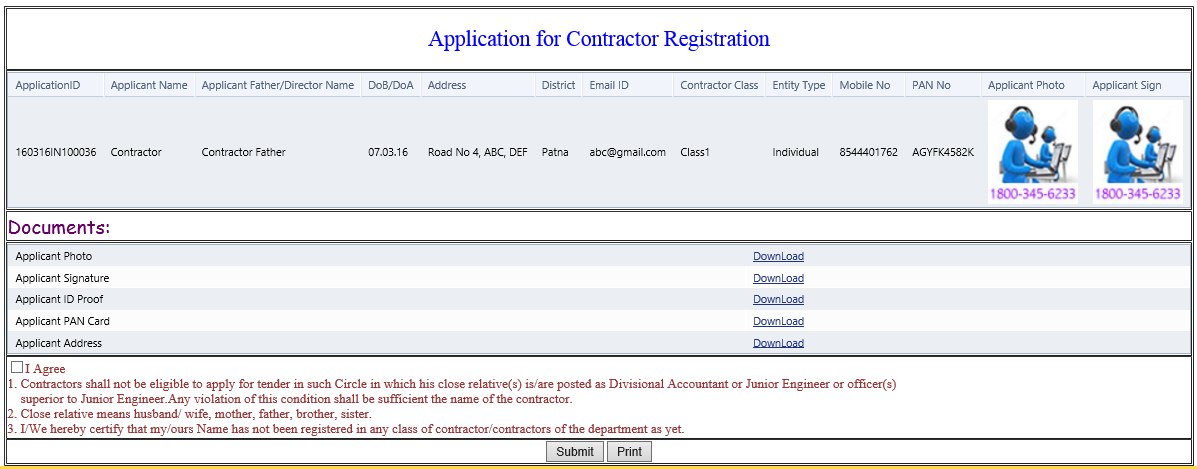 Application for Contractor Registration
ApplicationID Applicant Name Applicant Father/Director Name DoB/DoA Address District Email ID Contractor Class Entity Type Mobile No PAN No Applicant Photo Applicant Sign
160316IN100036 Contractor Contractor Father 07.03.16 Road No 4, ABC, DEF Patna abc@gmail.com Class1 Individual 8544401762 AGYFK4582K
1800-345-6233 1800-345-6233
Documents:
Applicant Photo DownLoad
Applicant Signature DownLoad
Applicant ID Proof DownLoad
Applicant PAN Card DownLoad
Applicant Address DownLoad
I Agree
1. Contractors shall not be eligible to apply for tender in such Circle in which his close relative(s) is/are posted as Divisional Accountant or Junior Engineer or officer(s)
superior to Junior Engineer.Any violation of this condition shall be sufficient the name of the contractor.
2. Close relative means husband/ wife, mother, father, brother, sister.
3. I/We hereby certify that my/ours Name has not been registered in any class of contractor/contractors of the department as yet.
Submit Print